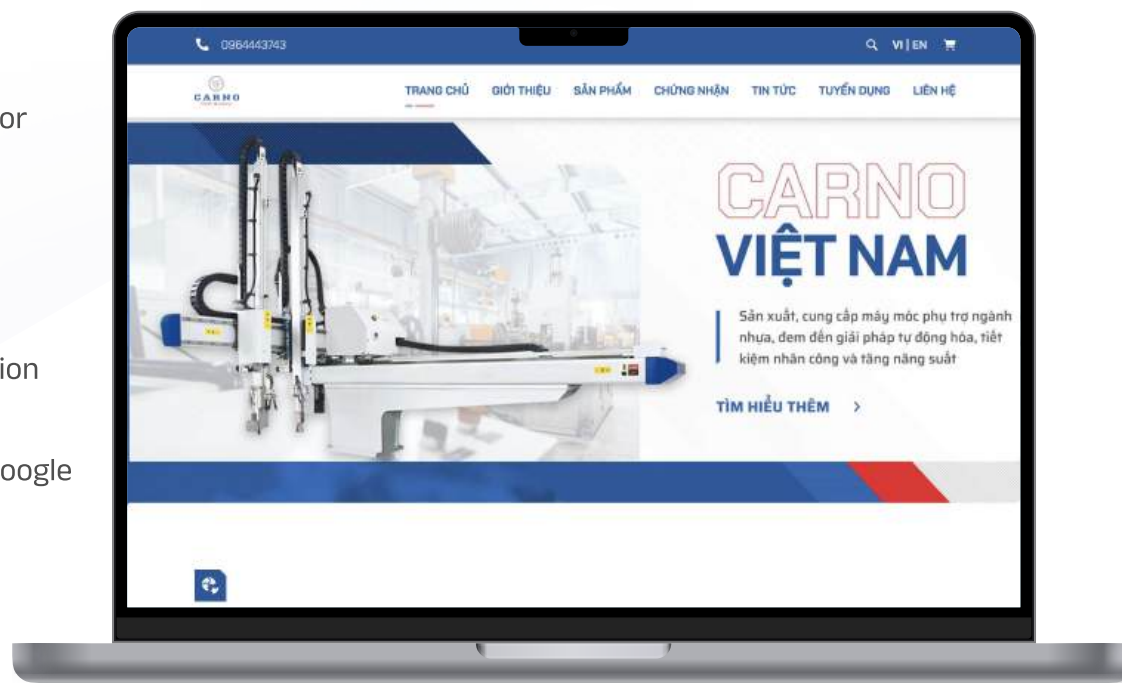 0964443743
VI | EN
CARNO
TRANG CHỦ GIỚI THIỆU SẢN PHẨM CHỨNG NHẬN TIN TỨC TUYỂN DỤNG LIÊN HỆ
or
CARNO
VIỆT NAM
Sản xuất, cung cấp máy móc phụ trợ ngành
nhựa, đem đến giải pháp tự động hóa, tiết
kiệm nhân công và tăng năng suất
ion
TÌM HIỂU THÊM
oogle